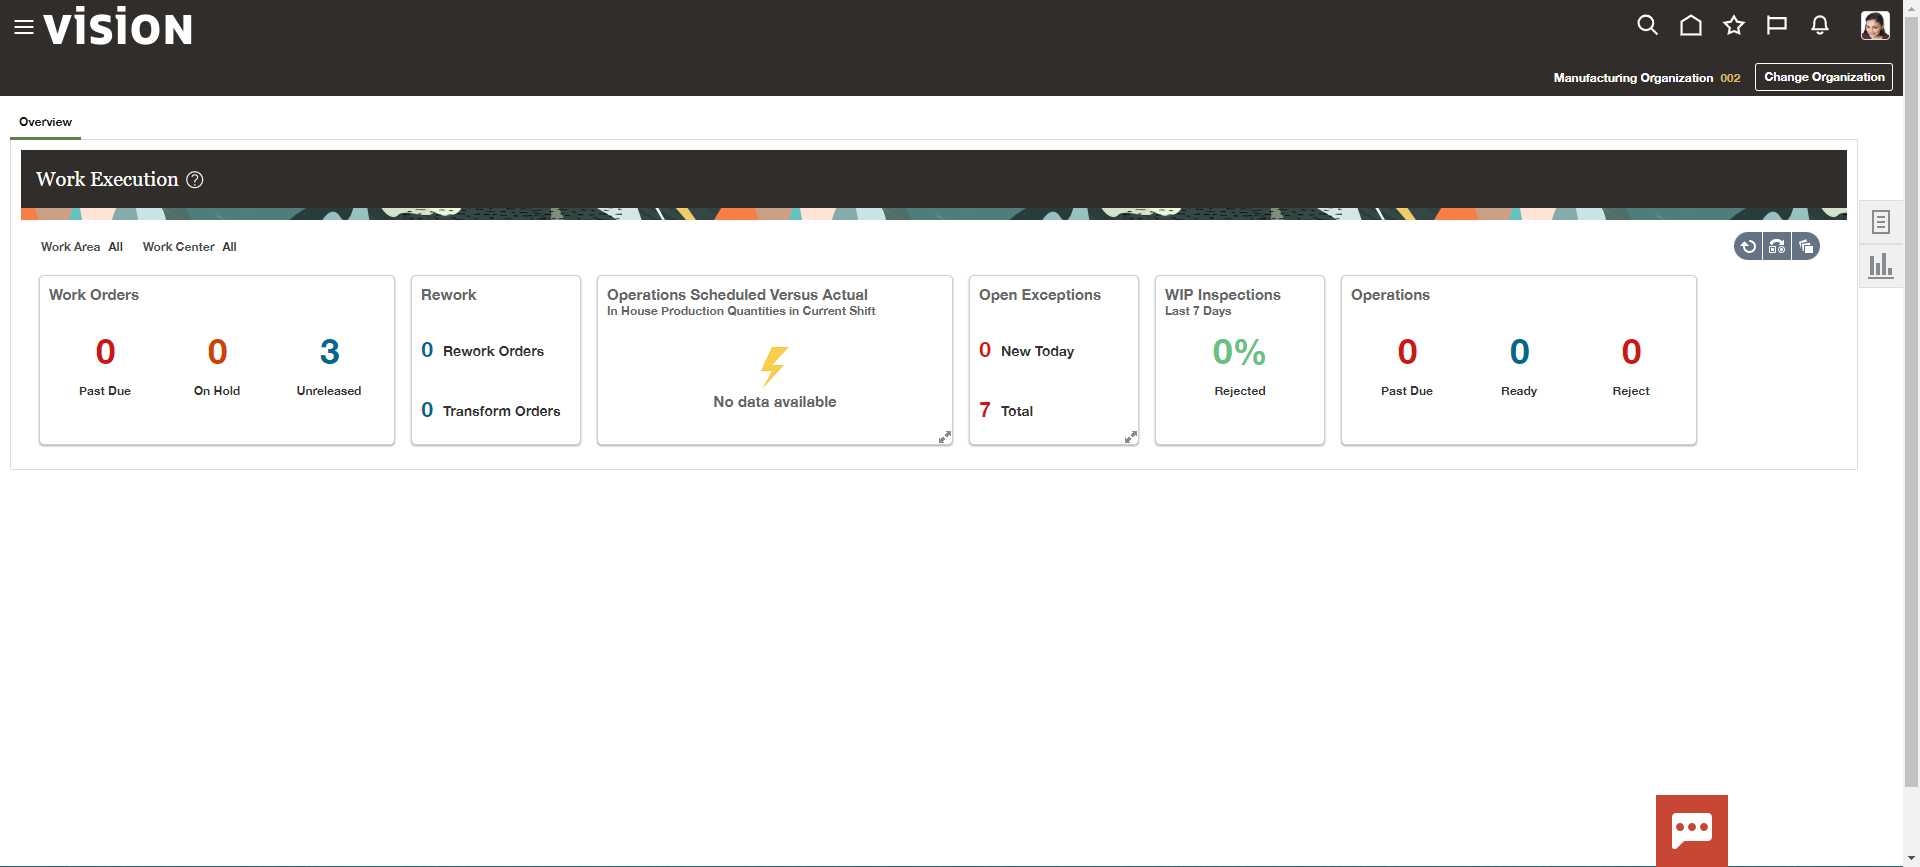 VISION
Manufacturing Organization 002 Change Organization
Overview
Work Execution
Work Area All Work Center All
Work Orders
0 0 3
Past Due On Hold Unreleased
Rework
0 Rework Orders
0 Transform Orders
Operations Scheduled Versus Actual
In House Production Quantities in Current Shift
No data available
Open Exceptions
0 New Today
7 Total
WIP Inspections
Last 7 Days
0%
Rejected
Operations
0 0 0
Past Due Ready Reject